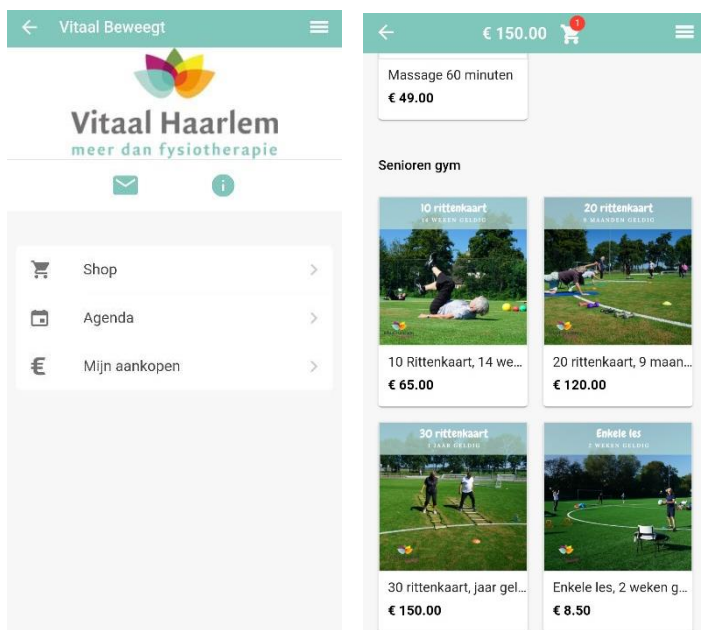 Vitaal Beweegt
Vitaal Haarlem
meer dan fysiotherapie
Shop
Agenda
Mijn aankopen
€ 150.00
1
Massage 60 minuten
€ 49.00
Senioren gym
10 rittenkaart
14 WEKEN GELDIG
20 rittenkaart
9 MAANDEN GELDIG
10 Rittenkaart, 14 we...
€ 65.00
20 rittenkaart, 9 maan...
€ 120.00
30 rittenkaart
1 JAAR GELDIG
Enkele les
2 WEKEN GELDIG
30 rittenkaart, jaar gel...
€ 150.00
Enkele les, 2 weken g...
€ 8.50